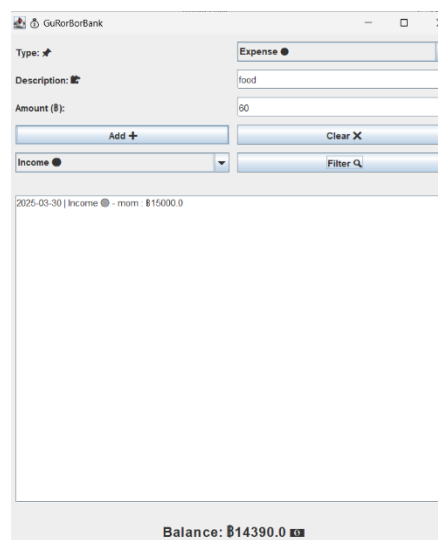 GuRorBorBank
Type: 📌 Expense ●
Description: food
Amount (฿): 60
Add ➕ Clear ✕
Income ● Filter 🔍
2025-03-30 | Income ● - mom : ฿15000.0
Balance: ฿14390.0 💵